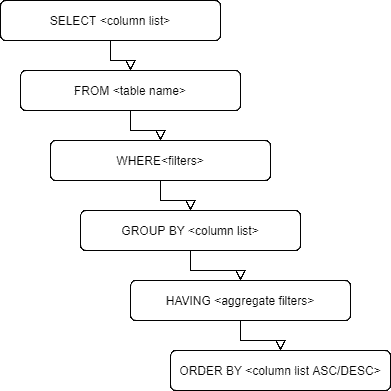 SELECT <column list>
FROM <table name>
WHERE<filters>
GROUP BY <column list>
HAVING <aggregate filters>
ORDER BY <column list ASC/DESC>